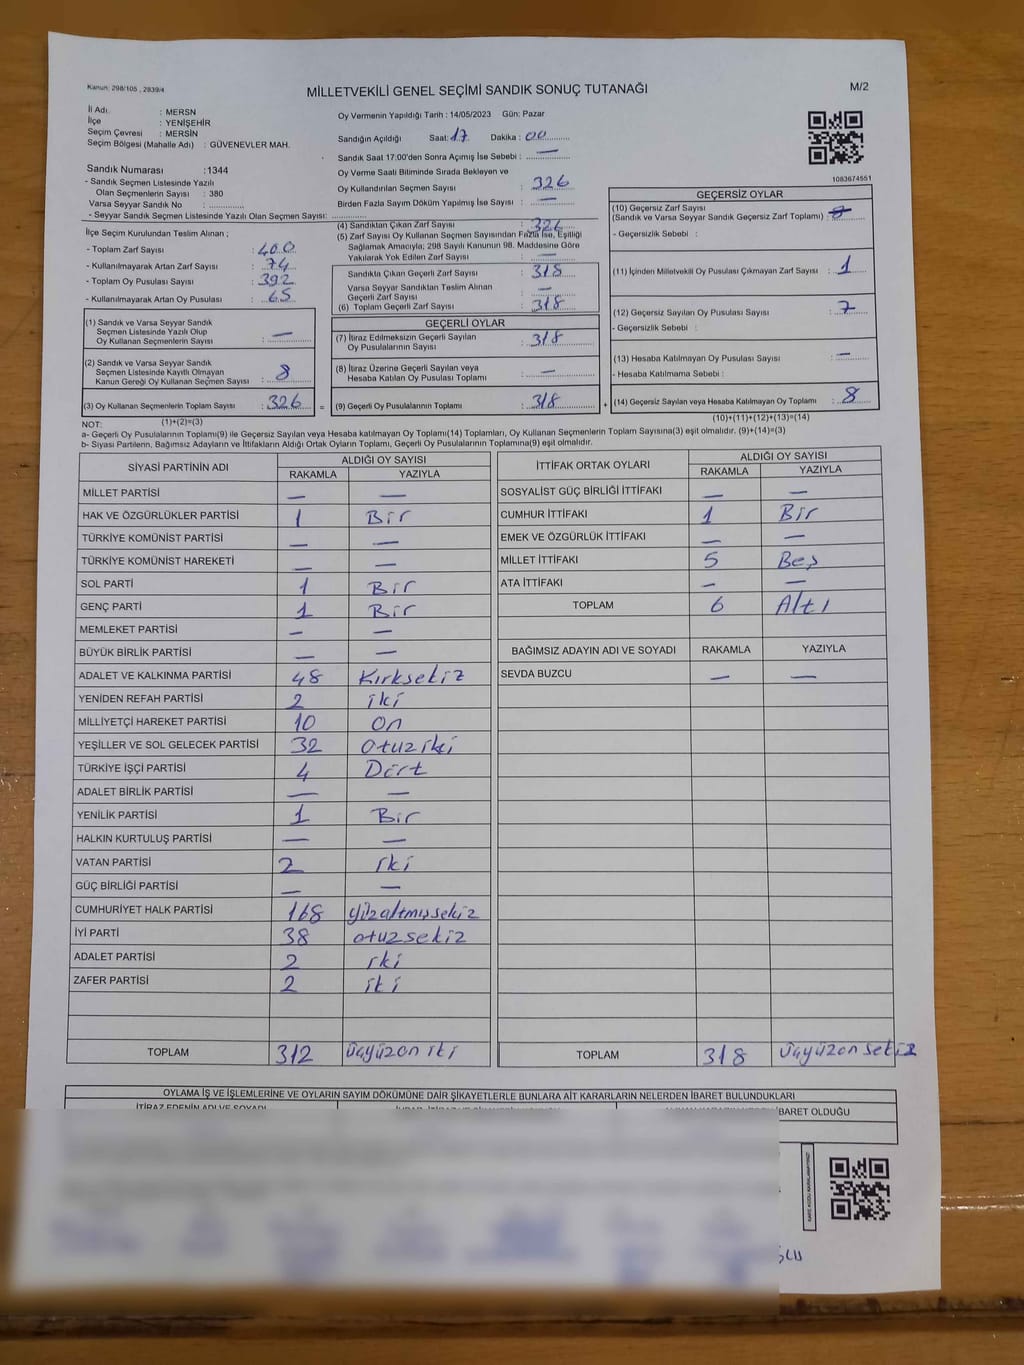 Kanun: 298/105 , 2839/4
MİLLETVEKİLİ GENEL SEÇİMİ SANDIK SONUÇ TUTANAĞI
M/2
İl Adı : MERSN
İlçe : YENİŞEHİR
Seçim Çevresi : MERSİN
Seçim Bölgesi (Mahalle Adı) : GÜVENEVLER MAH.
Sandık Numarası :1344
- Sandık Seçmen Listesinde Yazılı
Olan Seçmenlerin Sayısı : 380
Varsa Seyyar Sandık No :
- Seyyar Sandık Seçmen Listesinde Yazılı Olan Seçmen Sayısı:
Oy Vermenin Yapıldığı Tarih : 14/05/2023 Gün: Pazar
Sandığın Açıldığı Saat: 17 Dakika : 00
Sandık Saat 17:00'den Sonra Açımış İse Sebebi : —
Oy Verme Saati Bitiminde Sırada Bekleyen ve
Oy Kullandırılan Seçmen Sayısı : 326
Birden Fazla Sayım Döküm Yapılmış İse Sayısı : —
1083674551
İlçe Seçim Kurulundan Teslim Alınan ;
- Toplam Zarf Sayısı : 400
- Kullanılmayarak Artan Zarf Sayısı : 74
- Toplam Oy Pusulası Sayısı : 392
- Kullanılmayarak Artan Oy Pusulası : 65
(1) Sandık ve Varsa Seyyar Sandık
Seçmen Listesinde Yazılı Olup
Oy Kullanan Seçmenlerin Sayısı : —
(2) Sandık ve Varsa Seyyar Sandık
Seçmen Listesinde Kayıtlı Olmayan
Kanun Gereği Oy Kullanan Seçmen Sayısı : 8
(3) Oy Kullanan Seçmenlerin Toplam Sayısı : 326 =
(4) Sandıktan Çıkan Zarf Sayısı : 326
(5) Zarf Sayısı Oy Kullanan Seçmen Sayısından Fazla İse, Eşitliği
Sağlamak Amacıyla; 298 Sayılı Kanunun 98. Maddesine Göre
Yakılarak Yok Edilen Zarf Sayısı : —
Sandıkta Çıkan Geçerli Zarf Sayısı : 318
Varsa Seyyar Sandıktan Teslim Alınan
Geçerli Zarf Sayısı : —
(6) Toplam Geçerli Zarf Sayısı : 318
GEÇERLİ OYLAR
(7) İtiraz Edilmeksizin Geçerli Sayılan
Oy Pusulalarının Sayısı : 318
(8) İtiraz Üzerine Geçerli Sayılan veya
Hesaba Katılan Oy Pusulası Toplamı : —
(9) Geçerli Oy Pusulalarının Toplamı : 318 +
GEÇERSİZ OYLAR
(10) Geçersiz Zarf Sayısı
(Sandık ve Varsa Seyyar Sandık Geçersiz Zarf Toplamı) :
- Geçersizlik Sebebi :
(11) İçinden Milletvekili Oy Pusulası Çıkmayan Zarf Sayısı : 1
(12) Geçersiz Sayılan Oy Pusulası Sayısı : 7
- Geçersizlik Sebebi :
(13) Hesaba Katılmayan Oy Pusulası Sayısı : —
- Hesaba Katılmama Sebebi :
(14) Geçersiz Sayılan veya Hesaba Katılmayan Oy Toplamı : 8
NOT: (1)+(2)=(3) (10)+(11)+(12)+(13)=(14)
a- Geçerli Oy Pusulalarının Toplamı(9) ile Geçersiz Sayılan veya Hesaba katılmayan Oy Toplamı(14) Toplamları, Oy Kullanan Seçmenlerin Toplam Sayısına(3) eşit olmalıdır. (9)+(14)=(3)
b- Siyasi Partilerin, Bağımsız Adayların ve İttifakların Aldığı Ortak Oyların Toplamı, Geçerli Oy Pusulalarının Toplamına(9) eşit olmalıdır.
SİYASİ PARTİNİN ADI ALDIĞI OY SAYISI
RAKAMLA YAZIYLA
MİLLET PARTİSİ — —
HAK VE ÖZGÜRLÜKLER PARTİSİ 1 Bir
TÜRKİYE KOMÜNİST PARTİSİ — —
TÜRKİYE KOMÜNİST HAREKETİ — —
SOL PARTİ 1 Bir
GENÇ PARTİ 1 Bir
MEMLEKET PARTİSİ — —
BÜYÜK BİRLİK PARTİSİ — —
ADALET VE KALKINMA PARTİSİ 48 Kırksekiz
YENİDEN REFAH PARTİSİ 2 iki
MİLLİYETÇİ HAREKET PARTİSİ 10 on
YEŞİLLER VE SOL GELECEK PARTİSİ 32 otuziki
TÜRKİYE İŞÇİ PARTİSİ 4 Dört
ADALET BİRLİK PARTİSİ — —
YENİLİK PARTİSİ 1 Bir
HALKIN KURTULUŞ PARTİSİ — —
VATAN PARTİSİ 2 iki
GÜÇ BİRLİĞİ PARTİSİ — —
CUMHURİYET HALK PARTİSİ 168 yüzaltmışsekiz
İYİ PARTİ 38 otuzsekiz
ADALET PARTİSİ 2 iki
ZAFER PARTİSİ 2 iki
TOPLAM 312 üçyüzon iki
İTTİFAK ORTAK OYLARI ALDIĞI OY SAYISI
RAKAMLA YAZIYLA
SOSYALİST GÜÇ BİRLİĞİ İTTİFAKI — —
CUMHUR İTTİFAKI 1 Bir
EMEK VE ÖZGÜRLÜK İTTİFAKI — —
MİLLET İTTİFAKI 5 Beş
ATA İTTİFAKI — —
TOPLAM 6 Altı
BAĞIMSIZ ADAYIN ADI VE SOYADI RAKAMLA YAZIYLA
SEVDA BUZCU — —
TOPLAM 318 üçyüzon sekiz
OYLAMA İŞ VE İŞLEMLERİNE VE OYLARIN SAYIM DÖKÜMÜNE DAİR ŞİKAYETLERLE BUNLARA AİT KARARLARIN NELERDEN İBARET BULUNDUKLARI
İTİRAZ EDENİN ADI VE SOYADI
İBARET OLDUĞU